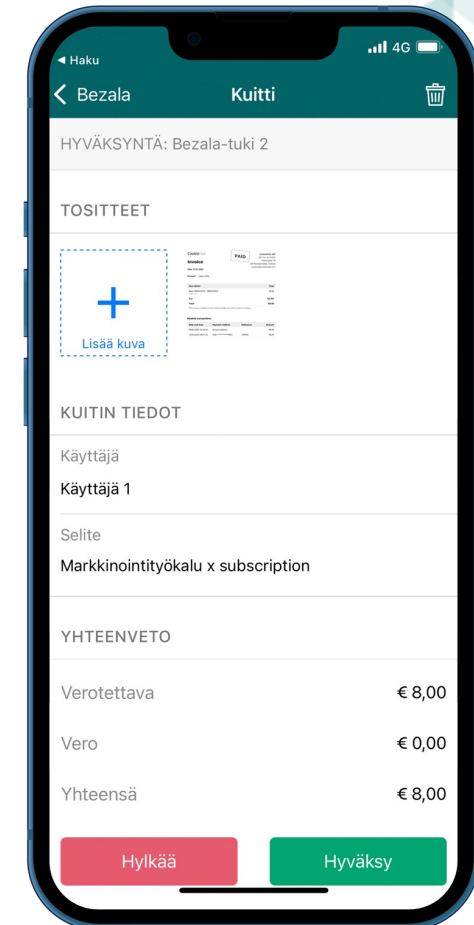 ◀ Haku
4G
Bezala
Kuitti
HYVÄKSYNTÄ: Bezala-tuki 2
TOSITTEET
Lisää kuva
Invoice
PAID
KUITIN TIEDOT
Käyttäjä
Käyttäjä 1
Selite
Markkinointityökalu x subscription
YHTEENVETO
Verotettava € 8,00
Vero € 0,00
Yhteensä € 8,00
Hylkää
Hyväksy